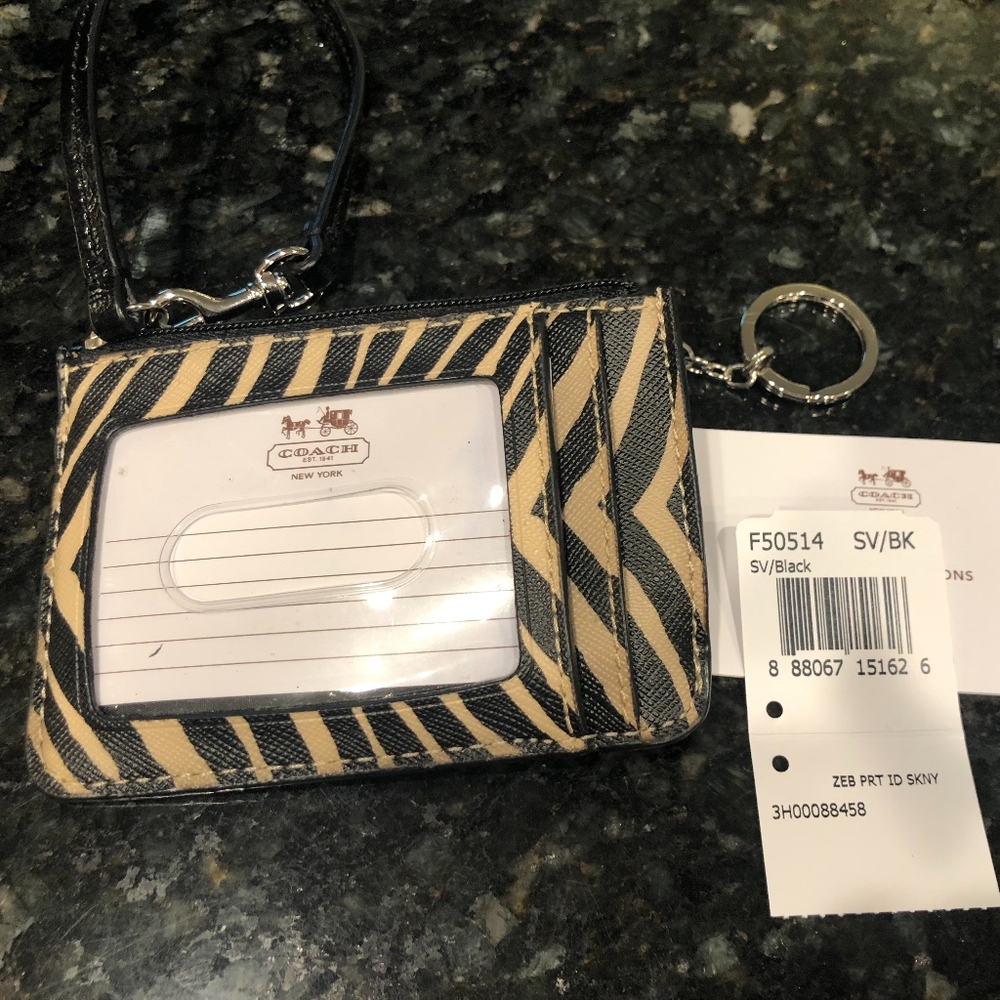 COACH
EST. 1941
NEW YORK
COACH
F50514 SV/BK
SV/Black
ONS
8 88067 15162 6
ZEB PRT ID SKNY
3H00088458